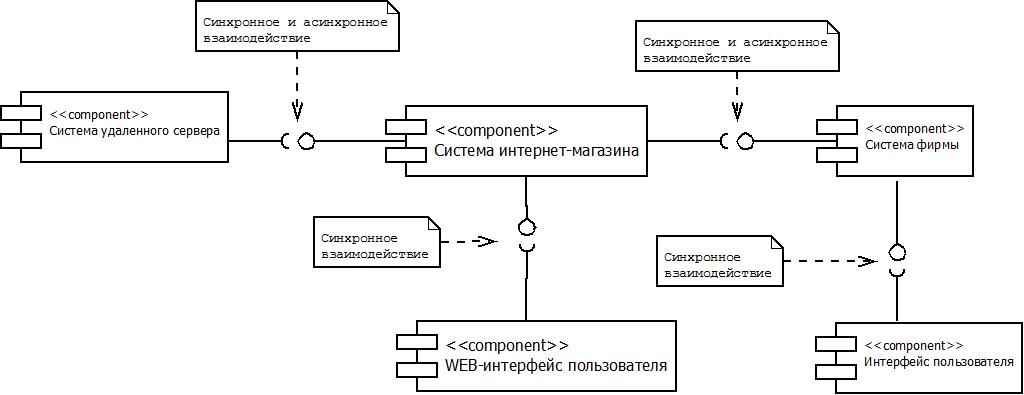 Синхронное и асинхронное
взаимодействие
Синхронное и асинхронное
взаимодействие
<<component>>
Система удаленного сервера
<<component>>
Система интернет-магазина
<<component>>
Система фирмы
Синхронное
взаимодействие
Синхронное
взаимодействие
<<component>>
WEB-интерфейс пользователя
<<component>>
Интерфейс пользователя